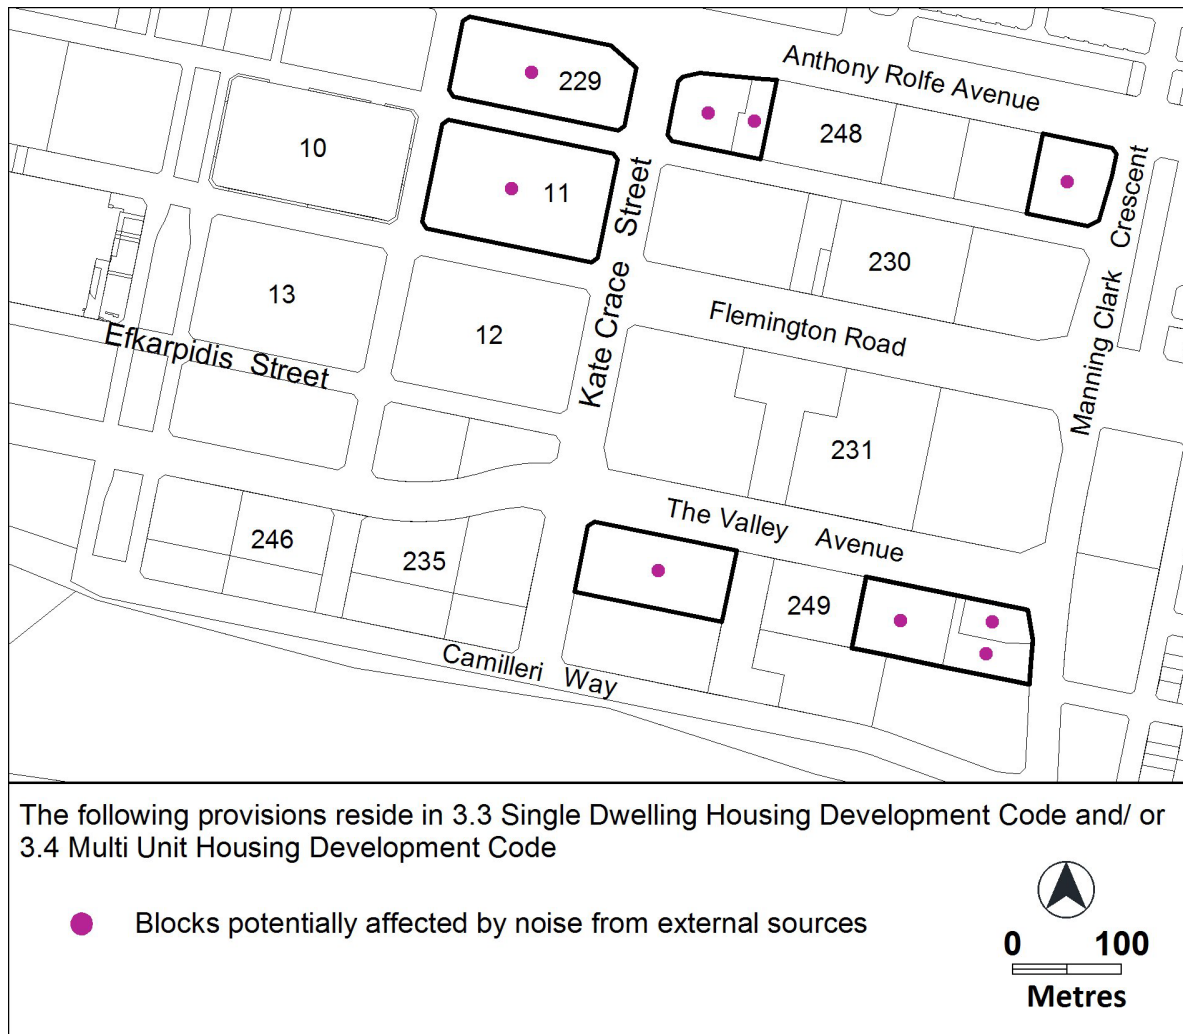 Anthony Rolfe Avenue
229
248
10
11
Kate Crace Street
Manning Clark Crescent
230
13
12
Flemington Road
Efkarpidis Street
231
The Valley Avenue
246
235
249
Camilleri Way
The following provisions reside in 3.3 Single Dwelling Housing Development Code and/ or
3.4 Multi Unit Housing Development Code
Blocks potentially affected by noise from external sources
0 100
Metres